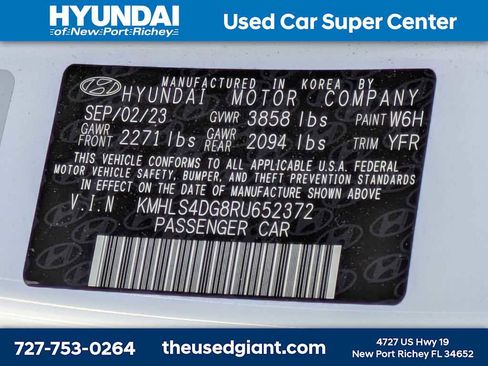 HYUNDAI
of New Port Richey
Used Car Super Center
MANUFACTURED IN KOREA BY
HYUNDAI MOTOR COMPANY
SEP/02/23 GVWR 3858 lbs PAINT W6H
GAWR FRONT 2271 lbs GAWR REAR 2094 lbs TRIM YFR
THIS VEHICLE CONFORMS TO ALL APPLICABLE U.S.A. FEDERAL
MOTOR VEHICLE SAFETY, BUMPER, AND THEFT PREVENTION STANDARDS
IN EFFECT ON THE DATE OF MANUFACTURE SHOWN ABOVE.
V.I.N KMHLS4DG8RU652372
PASSENGER CAR
727-753-0264
theusedgiant.com
4727 US Hwy 19
New Port Richey FL 34652